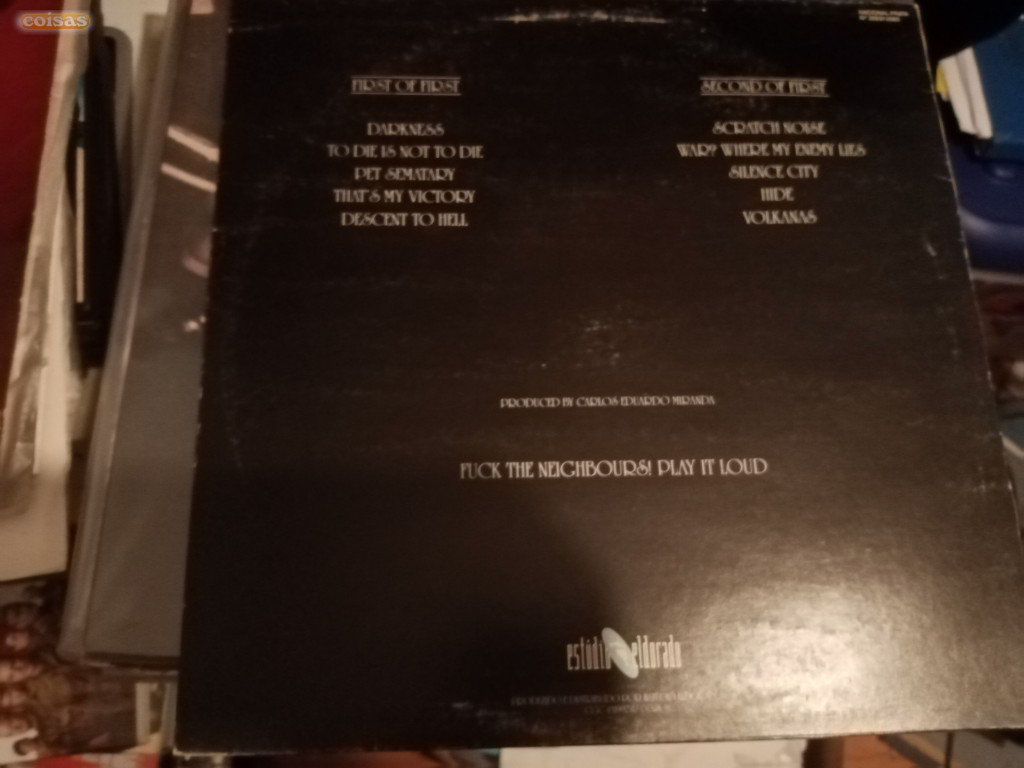 coisas
FIRST OF FIRST
DARKNESS
TO DIE IS NOT TO DIE
PET SEMATARY
THAT'S MY VICTORY
DESCENT TO HELL
SECOND OF FIRST
SCRATCH NOISE
WAR? WHERE MY ENEMY LIES
SILENCE CITY
HIDE
VOLKANAS
PRODUCED BY CARLOS EDUARDO MIRANDA
FUCK THE NEIGHBOURS! PLAY IT LOUD
estúdio eldorado